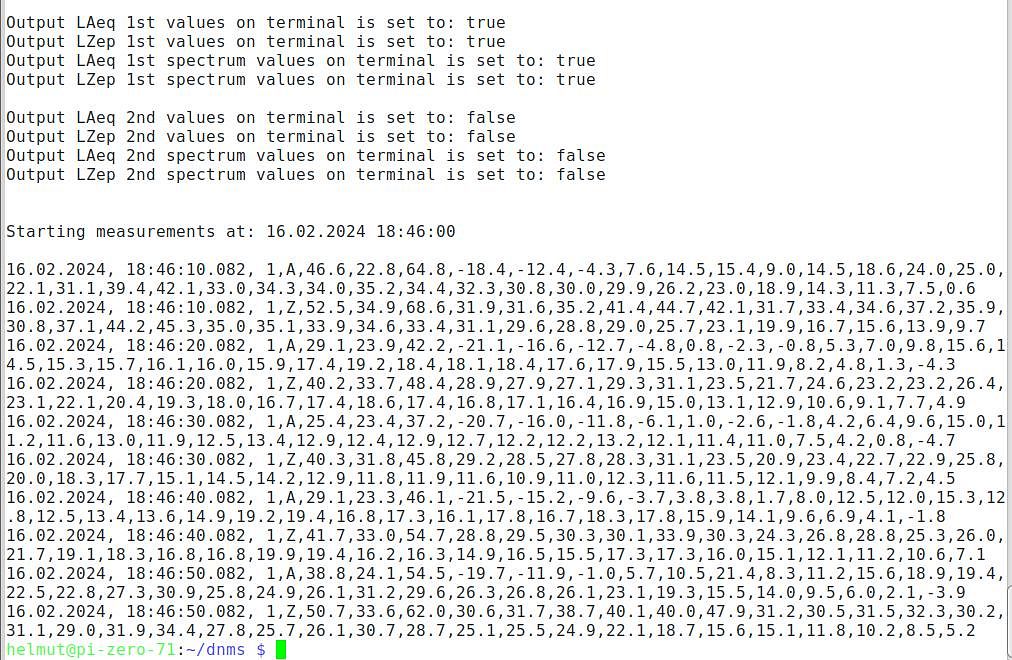 Output LAeq 1st values on terminal is set to: true
Output LZep 1st values on terminal is set to: true
Output LAeq 1st spectrum values on terminal is set to: true
Output LZep 1st spectrum values on terminal is set to: true
Output LAeq 2nd values on terminal is set to: false
Output LZep 2nd values on terminal is set to: false
Output LAeq 2nd spectrum values on terminal is set to: false
Output LZep 2nd spectrum values on terminal is set to: false
Starting measurements at: 16.02.2024 18:46:00
16.02.2024, 18:46:10.082, 1,A,46.6,22.8,64.8,-18.4,-12.4,-4.3,7.6,14.5,15.4,9.0,14.5,18.6,24.0,25.0,
22.1,31.1,39.4,42.1,33.0,34.3,34.0,35.2,34.4,32.3,30.8,30.0,29.9,26.2,23.0,18.9,14.3,11.3,7.5,0.6
16.02.2024, 18:46:10.082, 1,Z,52.5,34.9,68.6,31.9,31.6,35.2,41.4,44.7,42.1,31.7,33.4,34.6,37.2,35.9,
30.8,37.1,44.2,45.3,35.0,35.1,33.9,34.6,33.4,31.1,29.6,28.8,29.0,25.7,23.1,19.9,16.7,15.6,13.9,9.7
16.02.2024, 18:46:20.082, 1,A,29.1,23.9,42.2,-21.1,-16.6,-12.7,-4.8,0.8,-2.3,-0.8,5.3,7.0,9.8,15.6,1
4.5,15.3,15.7,16.1,16.0,15.9,17.4,19.2,18.4,18.1,18.4,17.6,17.9,15.5,13.0,11.9,8.2,4.8,1.3,-4.3
16.02.2024, 18:46:20.082, 1,Z,40.2,33.7,48.4,28.9,27.9,27.1,29.3,31.1,23.5,21.7,24.6,23.2,23.2,26.4,
23.1,22.1,20.4,19.3,18.0,16.7,17.4,18.6,17.4,16.8,17.1,16.4,16.9,15.0,13.1,12.9,10.6,9.1,7.7,4.9
16.02.2024, 18:46:30.082, 1,A,25.4,23.4,37.2,-20.7,-16.0,-11.8,-6.1,1.0,-2.6,-1.8,4.2,6.4,9.6,15.0,1
1.2,11.6,13.0,11.9,12.5,13.4,12.9,12.4,12.9,12.7,12.2,12.2,13.2,12.1,11.4,11.0,7.5,4.2,0.8,-4.7
16.02.2024, 18:46:30.082, 1,Z,40.3,31.8,45.8,29.2,28.5,27.8,28.3,31.1,23.5,20.9,23.4,22.7,22.9,25.8,
20.0,18.3,17.7,15.1,14.5,14.2,12.9,11.8,11.9,11.6,10.9,11.0,12.3,11.6,11.5,12.1,9.9,8.4,7.2,4.5
16.02.2024, 18:46:40.082, 1,A,29.1,23.3,46.1,-21.5,-15.2,-9.6,-3.7,3.8,3.8,1.7,8.0,12.5,12.0,15.3,12
.8,12.5,13.4,13.6,14.9,19.2,19.4,16.8,17.3,16.1,17.8,16.7,18.3,17.8,15.9,14.1,9.6,6.9,4.1,-1.8
16.02.2024, 18:46:40.082, 1,Z,41.7,33.0,54.7,28.8,29.5,30.3,30.1,33.9,30.3,24.3,26.8,28.8,25.3,26.0,
21.7,19.1,18.3,16.8,16.8,19.9,19.4,16.2,16.3,14.9,16.5,15.5,17.3,17.3,16.0,15.1,12.1,11.2,10.6,7.1
16.02.2024, 18:46:50.082, 1,A,38.8,24.1,54.5,-19.7,-11.9,-1.0,5.7,10.5,21.4,8.3,11.2,15.6,18.9,19.4,
22.5,22.8,27.3,30.9,25.8,24.9,26.1,31.2,29.6,26.3,26.8,26.1,23.1,19.3,15.5,14.0,9.5,6.0,2.1,-3.9
16.02.2024, 18:46:50.082, 1,Z,50.7,33.6,62.0,30.6,31.7,38.7,40.1,40.0,47.9,31.2,30.5,31.5,32.3,30.2,
31.1,29.0,31.9,34.4,27.8,25.7,26.1,30.7,28.7,25.1,25.5,24.9,22.1,18.7,15.6,15.1,11.8,10.2,8.5,5.2
helmut@pi-zero-71:~/dnms $